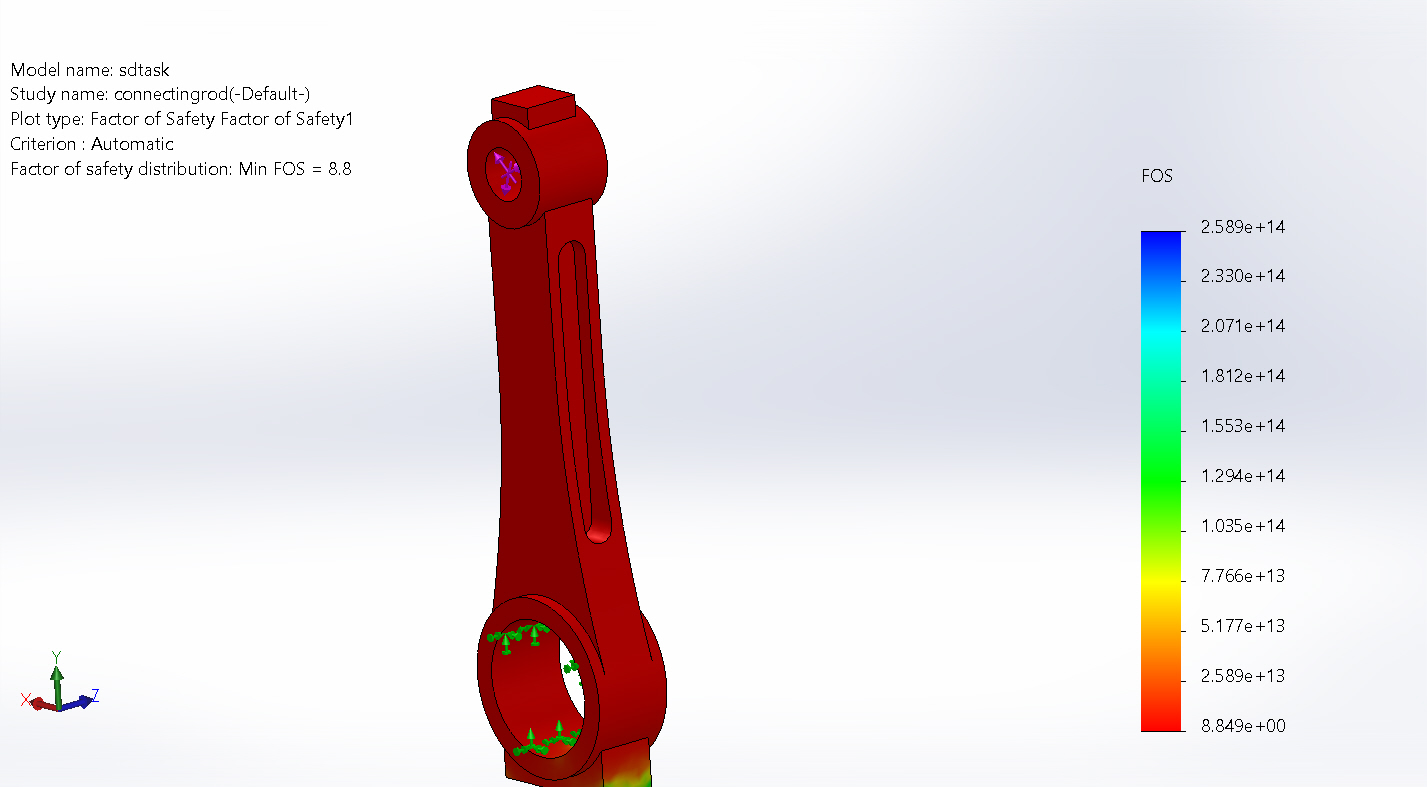 Model name: sdtask
Study name: connectingrod(-Default-)
Plot type: Factor of Safety Factor of Safety1
Criterion : Automatic
Factor of safety distribution: Min FOS = 8.8
FOS
2.589e+14
2.330e+14
2.071e+14
1.812e+14
1.553e+14
1.294e+14
1.035e+14
7.766e+13
5.177e+13
2.589e+13
8.849e+00
Y
X
Z